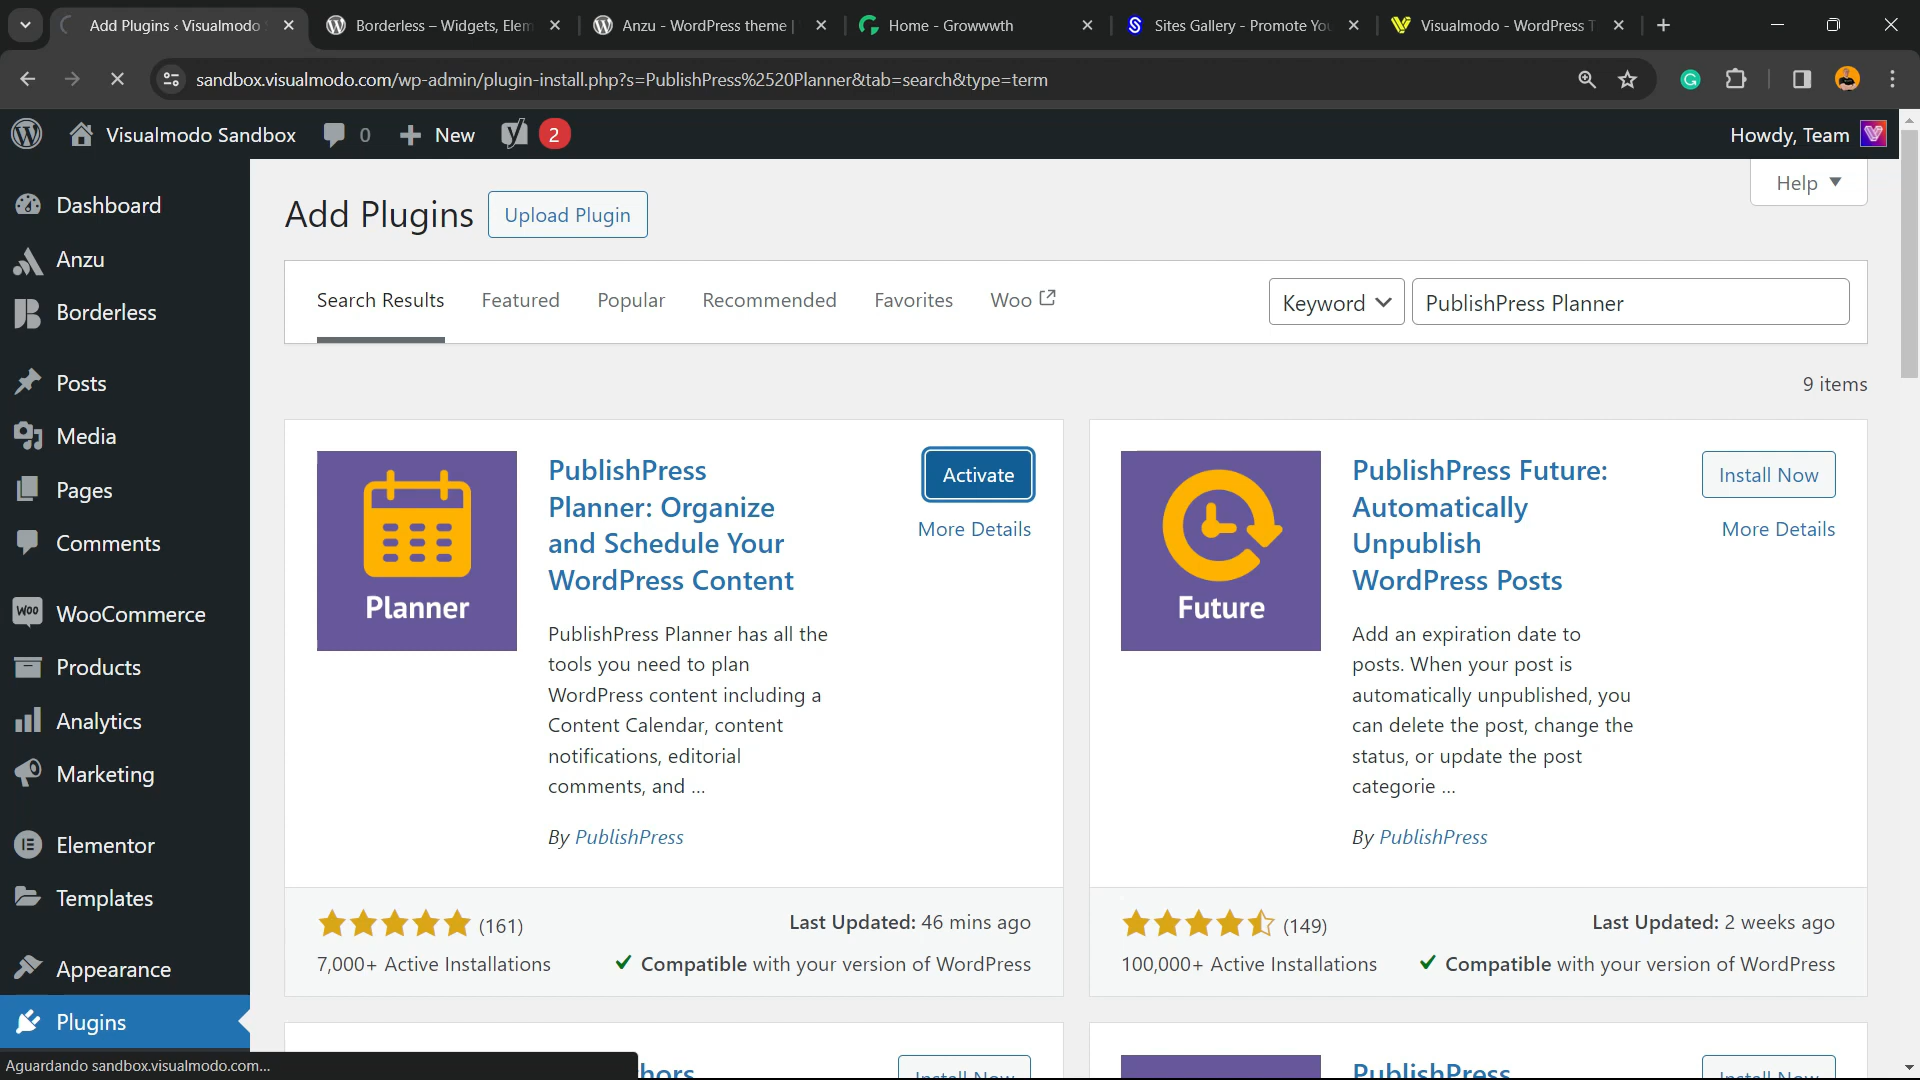 Add Plugins ‹ Visualmodo
Borderless – Widgets, Elem
Anzu - WordPress theme |
Home - Growwwth
Sites Gallery - Promote Yo
Visualmodo - WordPress T
sandbox.visualmodo.com/wp-admin/plugin-install.php?s=PublishPress%2520Planner&tab=search&type=term
Visualmodo Sandbox
0
New
2
Howdy, Team
Dashboard
Anzu
Borderless
Posts
Media
Pages
Comments
Woo
WooCommerce
Products
Analytics
Marketing
Elementor
Templates
Appearance
Plugins
Aguardando sandbox.visualmodo.com...
Help
Add Plugins
Upload Plugin
Search Results
Featured
Popular
Recommended
Favorites
Woo
Keyword
PublishPress Planner
9 items
Planner
PublishPress
Planner: Organize
and Schedule Your
WordPress Content
Activate
More Details
PublishPress Planner has all the
tools you need to plan
WordPress content including a
Content Calendar, content
notifications, editorial
comments, and ...
By PublishPress
(161)
Last Updated: 46 mins ago
7,000+ Active Installations
Compatible with your version of WordPress
Future
PublishPress Future:
Automatically
Unpublish
WordPress Posts
Install Now
More Details
Add an expiration date to
posts. When your post is
automatically unpublished, you
can delete the post, change the
status, or update the post
categorie ...
By PublishPress
(149)
Last Updated: 2 weeks ago
100,000+ Active Installations
Compatible with your version of WordPress
hors
Install Now
PublishPress
Install Now